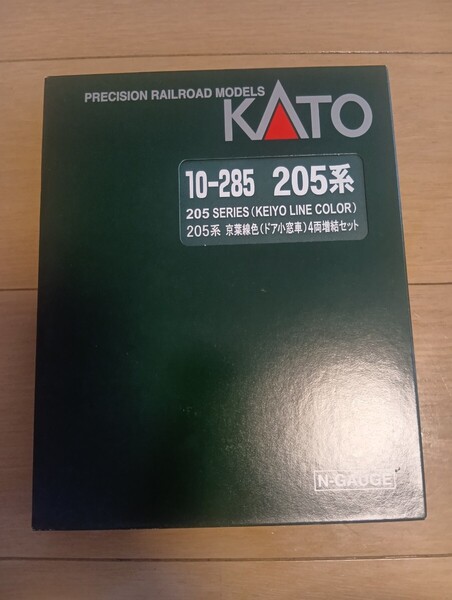 PRECISION RAILROAD MODELS
KATO
10-285 205系
205 SERIES (KEIYO LINE COLOR)
205系 京葉線色(ドア小窓車)4両増結セット
N-GAUGE